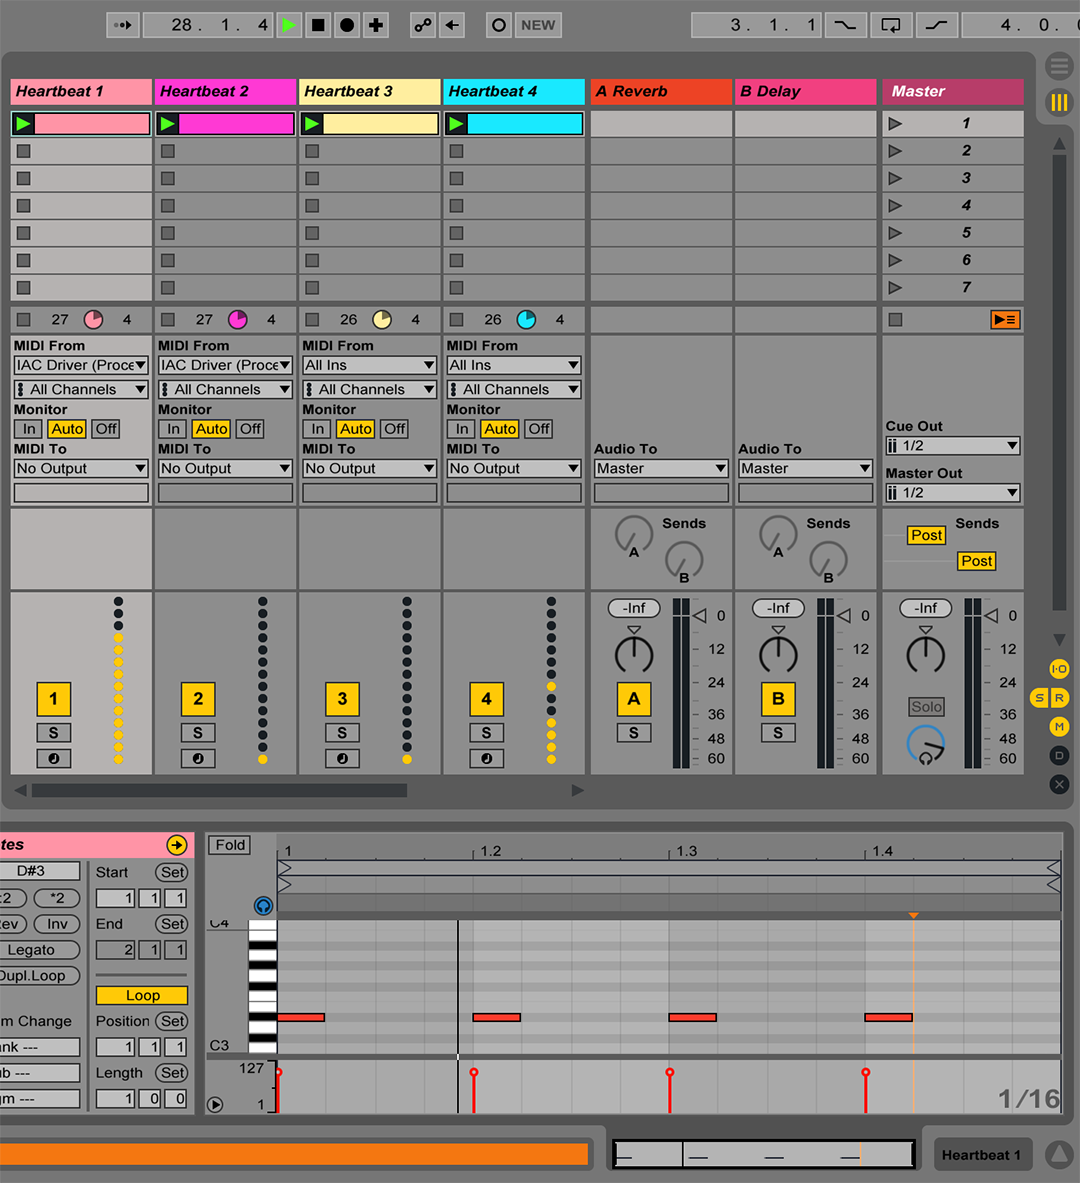 28. 1. 4 NEW 3. 1. 1 4. 0. 0
Heartbeat 1 Heartbeat 2 Heartbeat 3 Heartbeat 4 A Reverb B Delay Master
1
2
3
4
5
6
7
27 4 27 4 26 4 26 4
MIDI From MIDI From MIDI From MIDI From
IAC Driver (Proce IAC Driver (Proce All Ins All Ins
All Channels All Channels All Channels All Channels
Monitor Monitor Monitor Monitor
Cue Out
In Auto Off In Auto Off In Auto Off In Auto Off
1/2
MIDI To MIDI To MIDI To MIDI To Audio To Audio To
No Output No Output No Output No Output Master Master
Master Out
1/2
Sends Sends Sends
A A Post
B B Post
-Inf -Inf -Inf
0 0 0
12 12 12
24 24 24
1 2 3 4 A B
36 36 36
Solo
S S S S S S
48 48 48
60 60 60
I·O
S R
M
D
X
tes Fold 1 1.2 1.3 1.4
D#3 Start Set
:2 *2 1 1 1
ev Inv End Set
C4
Legato 2 1 1
Dupl.Loop
Loop
m Change Position Set
ank --- 1 1 1 C3
ub --- Length Set 127
gm --- 1 0 0 1 1/16
Heartbeat 1